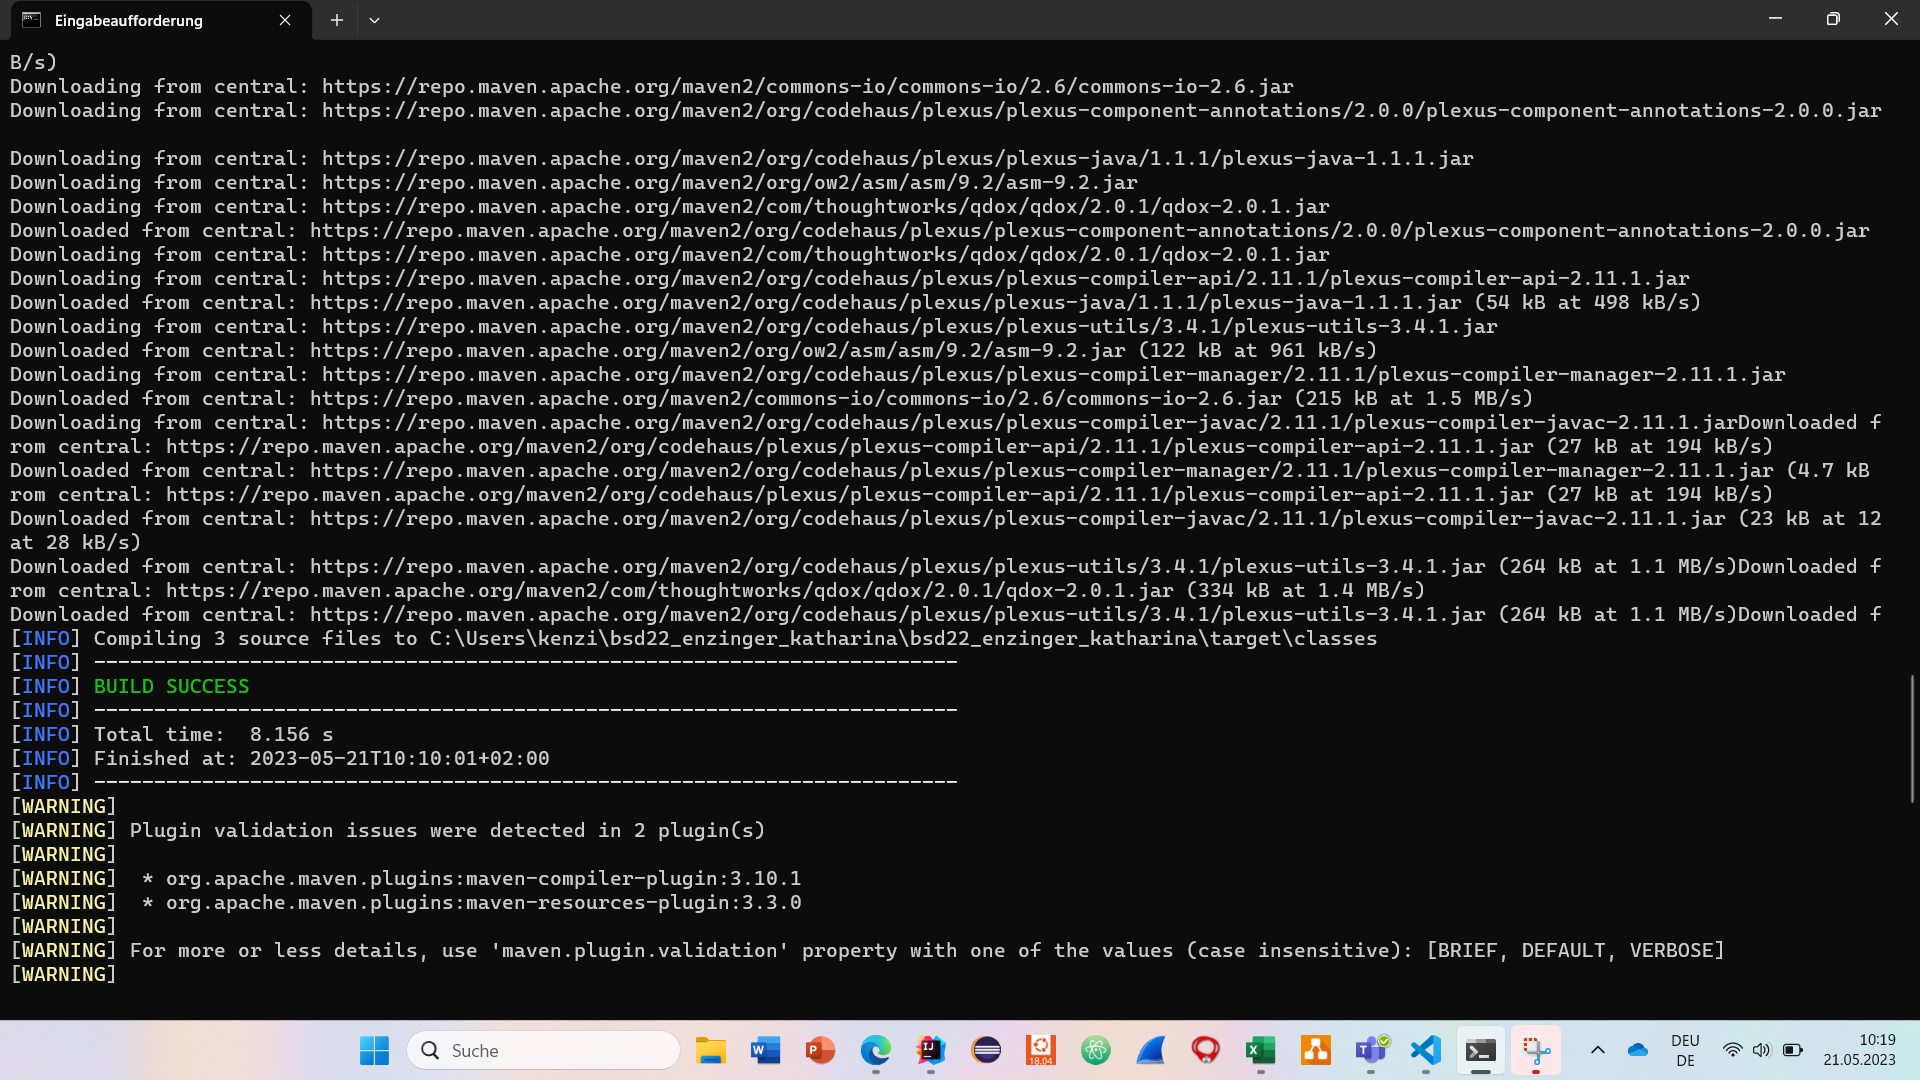 Eingabeaufforderung
B/s)
Downloading from central: https://repo.maven.apache.org/maven2/commons-io/commons-io/2.6/commons-io-2.6.jar
Downloading from central: https://repo.maven.apache.org/maven2/org/codehaus/plexus/plexus-component-annotations/2.0.0/plexus-component-annotations-2.0.0.jar
Downloading from central: https://repo.maven.apache.org/maven2/org/codehaus/plexus/plexus-java/1.1.1/plexus-java-1.1.1.jar
Downloading from central: https://repo.maven.apache.org/maven2/org/ow2/asm/asm/9.2/asm-9.2.jar
Downloading from central: https://repo.maven.apache.org/maven2/com/thoughtworks/qdox/qdox/2.0.1/qdox-2.0.1.jar
Downloaded from central: https://repo.maven.apache.org/maven2/org/codehaus/plexus/plexus-component-annotations/2.0.0/plexus-component-annotations-2.0.0.jar
Downloading from central: https://repo.maven.apache.org/maven2/com/thoughtworks/qdox/qdox/2.0.1/qdox-2.0.1.jar
Downloading from central: https://repo.maven.apache.org/maven2/org/codehaus/plexus/plexus-compiler-api/2.11.1/plexus-compiler-api-2.11.1.jar
Downloaded from central: https://repo.maven.apache.org/maven2/org/codehaus/plexus/plexus-java/1.1.1/plexus-java-1.1.1.jar (54 kB at 498 kB/s)
Downloading from central: https://repo.maven.apache.org/maven2/org/codehaus/plexus/plexus-utils/3.4.1/plexus-utils-3.4.1.jar
Downloaded from central: https://repo.maven.apache.org/maven2/org/ow2/asm/asm/9.2/asm-9.2.jar (122 kB at 961 kB/s)
Downloading from central: https://repo.maven.apache.org/maven2/org/codehaus/plexus/plexus-compiler-manager/2.11.1/plexus-compiler-manager-2.11.1.jar
Downloaded from central: https://repo.maven.apache.org/maven2/commons-io/commons-io/2.6/commons-io-2.6.jar (215 kB at 1.5 MB/s)
Downloading from central: https://repo.maven.apache.org/maven2/org/codehaus/plexus/plexus-compiler-javac/2.11.1/plexus-compiler-javac-2.11.1.jarDownloaded f
rom central: https://repo.maven.apache.org/maven2/org/codehaus/plexus/plexus-compiler-api/2.11.1/plexus-compiler-api-2.11.1.jar (27 kB at 194 kB/s)
Downloaded from central: https://repo.maven.apache.org/maven2/org/codehaus/plexus/plexus-compiler-manager/2.11.1/plexus-compiler-manager-2.11.1.jar (4.7 kB
rom central: https://repo.maven.apache.org/maven2/org/codehaus/plexus/plexus-compiler-api/2.11.1/plexus-compiler-api-2.11.1.jar (27 kB at 194 kB/s)
Downloaded from central: https://repo.maven.apache.org/maven2/org/codehaus/plexus/plexus-compiler-javac/2.11.1/plexus-compiler-javac-2.11.1.jar (23 kB at 12
at 28 kB/s)
Downloaded from central: https://repo.maven.apache.org/maven2/org/codehaus/plexus/plexus-utils/3.4.1/plexus-utils-3.4.1.jar (264 kB at 1.1 MB/s)Downloaded f
rom central: https://repo.maven.apache.org/maven2/com/thoughtworks/qdox/qdox/2.0.1/qdox-2.0.1.jar (334 kB at 1.4 MB/s)
Downloaded from central: https://repo.maven.apache.org/maven2/org/codehaus/plexus/plexus-utils/3.4.1/plexus-utils-3.4.1.jar (264 kB at 1.1 MB/s)Downloaded f
[INFO] Compiling 3 source files to C:\Users\kenzi\bsd22_enzinger_katharina\bsd22_enzinger_katharina\target\classes
[INFO] ------------------------------------------------------------------------
[INFO] BUILD SUCCESS
[INFO] ------------------------------------------------------------------------
[INFO] Total time:  8.156 s
[INFO] Finished at: 2023-05-21T10:10:01+02:00
[INFO] ------------------------------------------------------------------------
[WARNING]
[WARNING] Plugin validation issues were detected in 2 plugin(s)
[WARNING]
[WARNING]  * org.apache.maven.plugins:maven-compiler-plugin:3.10.1
[WARNING]  * org.apache.maven.plugins:maven-resources-plugin:3.3.0
[WARNING]
[WARNING] For more or less details, use 'maven.plugin.validation' property with one of the values (case insensitive): [BRIEF, DEFAULT, VERBOSE]
[WARNING]
Suche
18.04
DEU
DE
10:19
21.05.2023